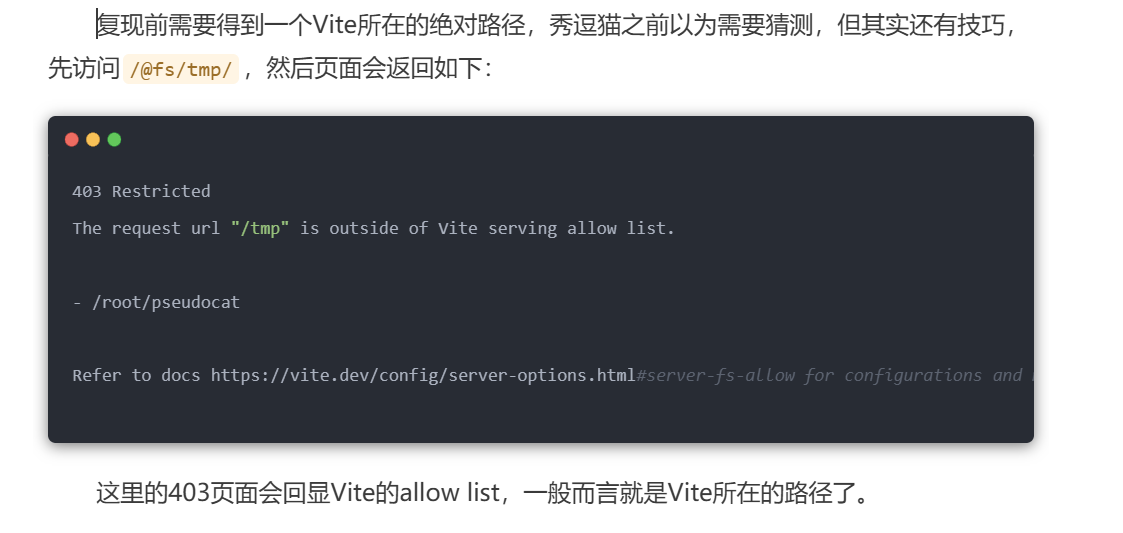 复现前需要得到一个Vite所在的绝对路径，秀逗猫之前以为需要猜测，但其实还有技巧，
先访问 /@fs/tmp/ ，然后页面会返回如下：
403 Restricted
The request url "/tmp" is outside of Vite serving allow list.
- /root/pseudocat
Refer to docs https://vite.dev/config/server-options.html#server-fs-allow for configurations and
这里的403页面会回显Vite的allow list，一般而言就是Vite所在的路径了。